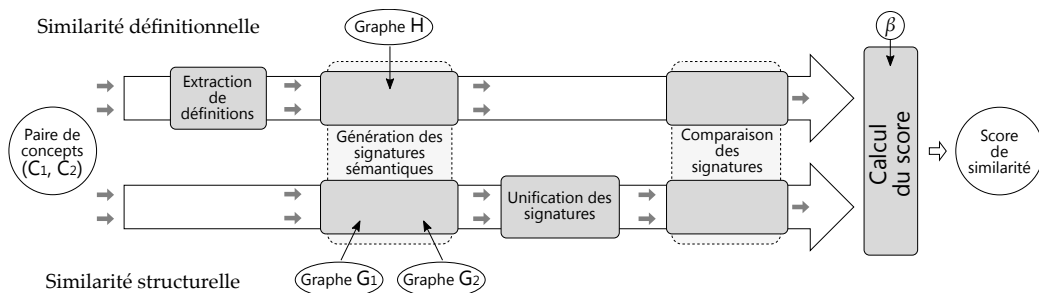 Similarité définitionnelle
Graphe H
β
Extraction
de
définitions
Paire de
concepts
(C1, C2)
Génération des
signatures
sémantiques
Comparaison
des
signatures
Calcul
du score
Score
de
similarité
Unification des
signatures
Graphe G1
Graphe G2
Similarité structurelle